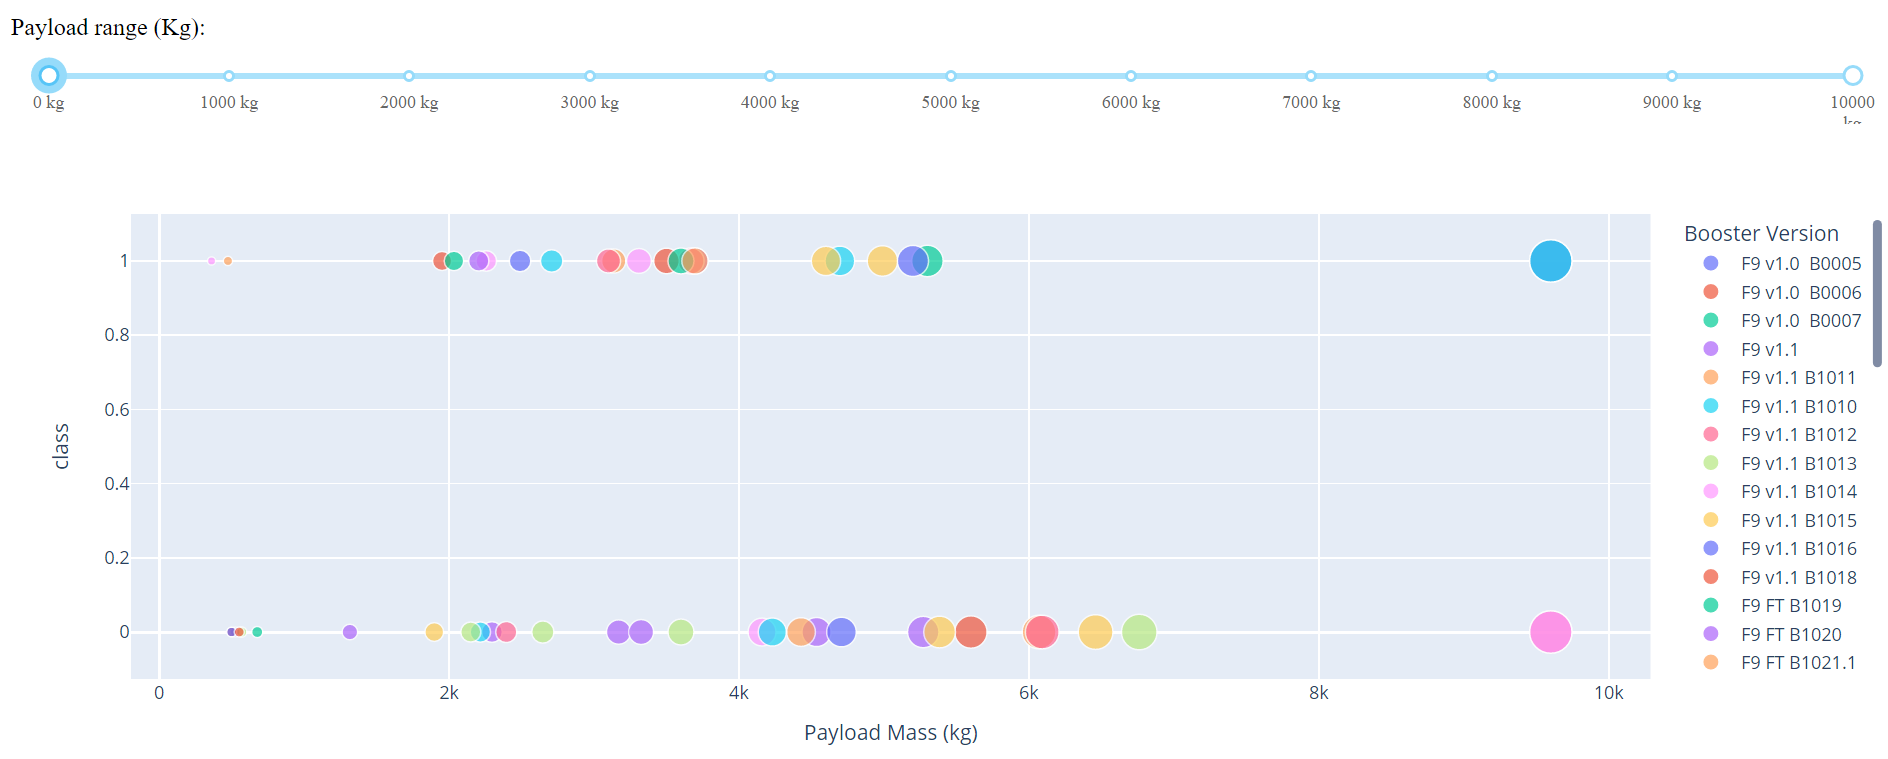 Payload range (Kg):
0 kg 1000 kg 2000 kg 3000 kg 4000 kg 5000 kg 6000 kg 7000 kg 8000 kg 9000 kg 10000
kg
Booster Version
F9 v1.0  B0005
F9 v1.0  B0006
F9 v1.0  B0007
F9 v1.1
F9 v1.1 B1011
F9 v1.1 B1010
F9 v1.1 B1012
F9 v1.1 B1013
F9 v1.1 B1014
F9 v1.1 B1015
F9 v1.1 B1016
F9 v1.1 B1018
F9 FT B1019
F9 FT B1020
F9 FT B1021.1
1
0.8
0.6
0.4
0.2
0
class
0 2k 4k 6k 8k 10k
Payload Mass (kg)